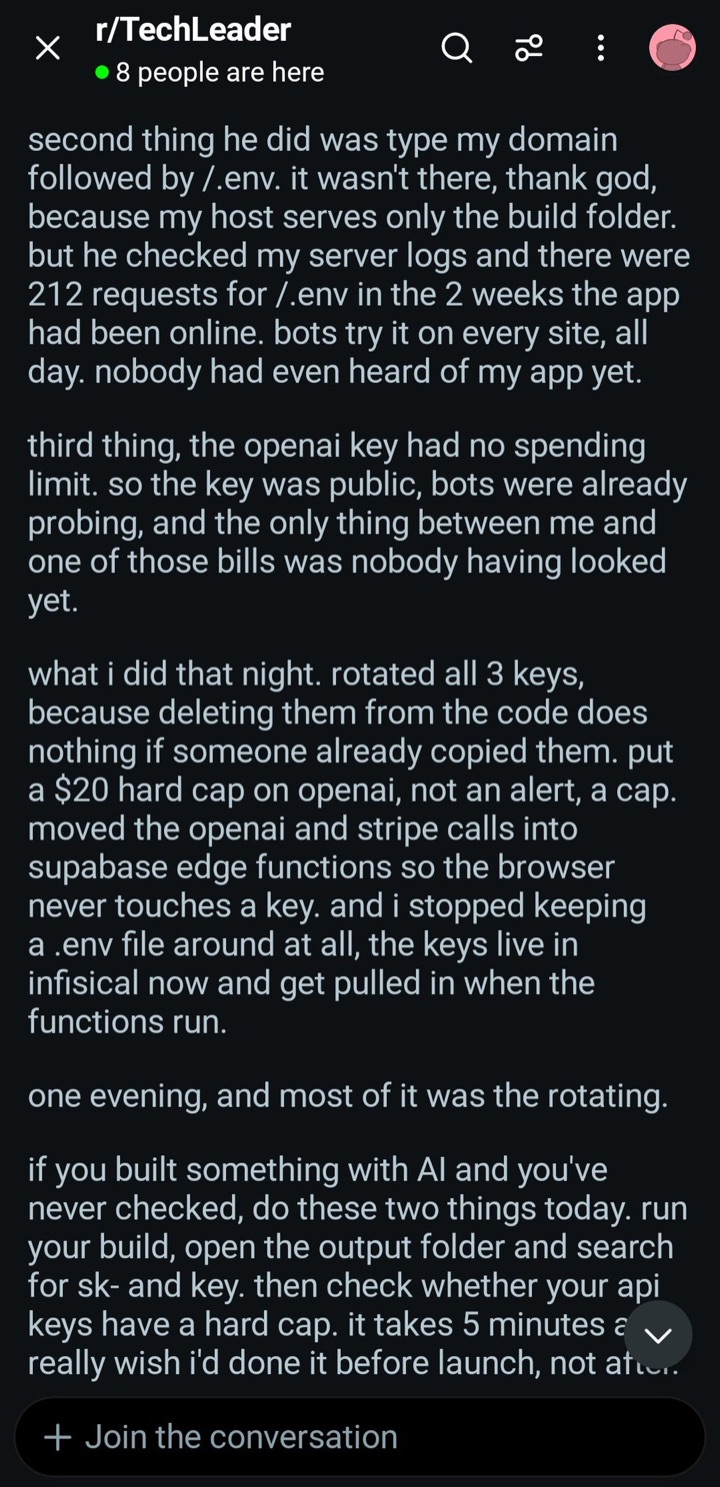 r/TechLeader
8 people are here
second thing he did was type my domain
followed by /.env. it wasn't there, thank god,
because my host serves only the build folder.
but he checked my server logs and there were
212 requests for /.env in the 2 weeks the app
had been online. bots try it on every site, all
day. nobody had even heard of my app yet.
third thing, the openai key had no spending
limit. so the key was public, bots were already
probing, and the only thing between me and
one of those bills was nobody having looked
yet.
what i did that night. rotated all 3 keys,
because deleting them from the code does
nothing if someone already copied them. put
a $20 hard cap on openai, not an alert, a cap.
moved the openai and stripe calls into
supabase edge functions so the browser
never touches a key. and i stopped keeping
a .env file around at all, the keys live in
infisical now and get pulled in when the
functions run.
one evening, and most of it was the rotating.
if you built something with AI and you've
never checked, do these two things today. run
your build, open the output folder and search
for sk- and key. then check whether your api
keys have a hard cap. it takes 5 minutes
really wish i'd done it before launch, not after.
Join the conversation